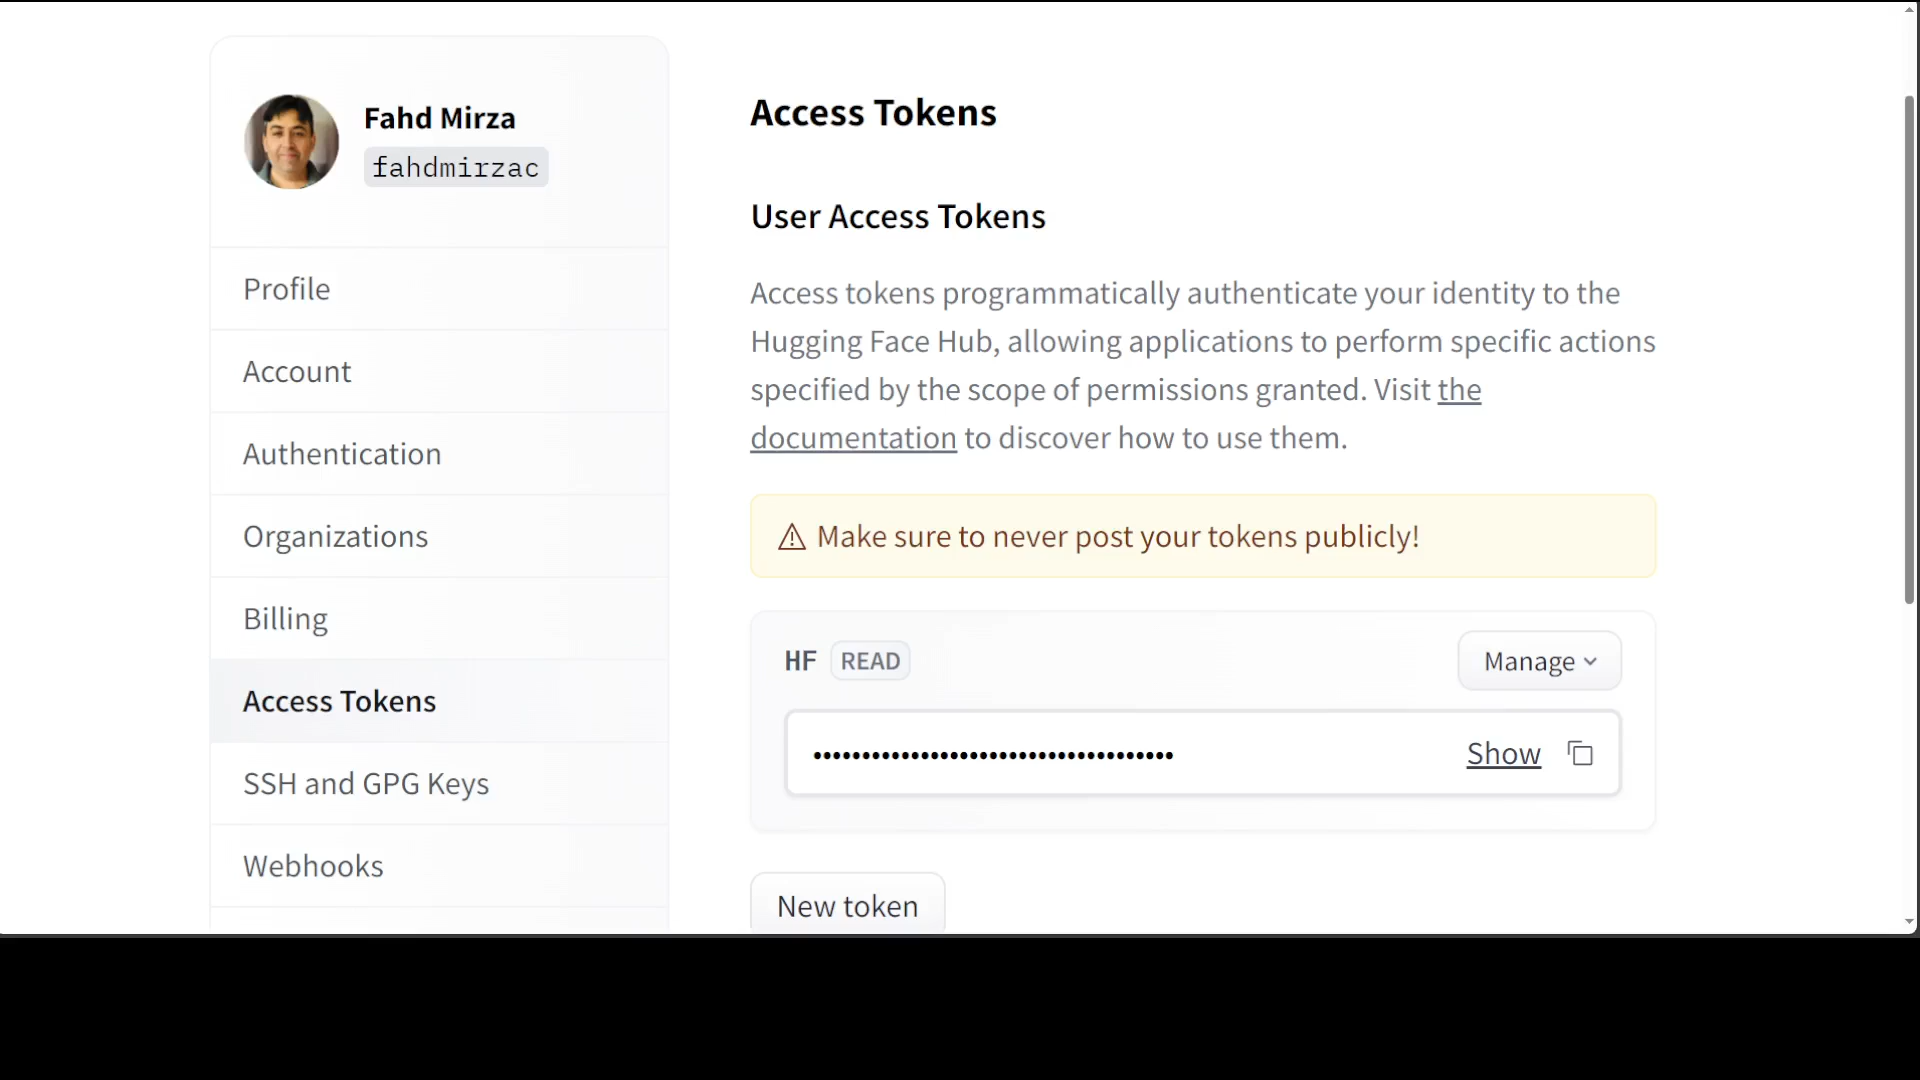 Fahd Mirza
fahdmirzac
Profile
Account
Authentication
Organizations
Billing
Access Tokens
SSH and GPG Keys
Webhooks
Access Tokens
User Access Tokens
Access tokens programmatically authenticate your identity to the
Hugging Face Hub, allowing applications to perform specific actions
specified by the scope of permissions granted. Visit the
documentation to discover how to use them.
⚠ Make sure to never post your tokens publicly!
HF READ
Manage
•••••••••••••••••••••••••••••••••••••
Show
New token